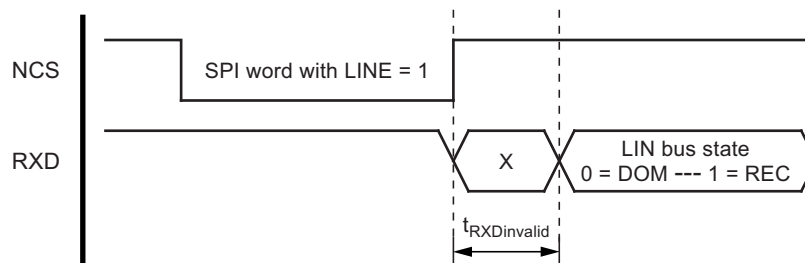 NCS
SPI word with LINE = 1
RXD
X
LIN bus state
0 = DOM --- 1 = REC
tRXDinvalid